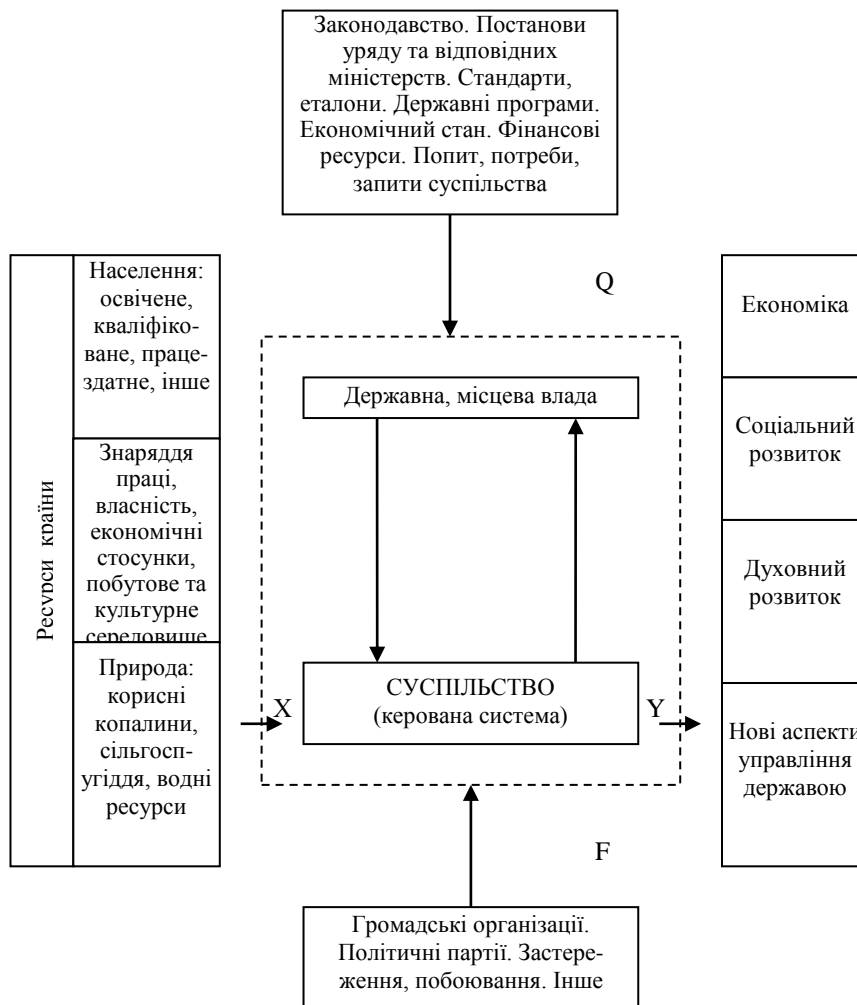 Законодавство. Постанови
уряду та відповідних
міністерств. Стандарти,
еталони. Державні програми.
Економічний стан. Фінансові
ресурси. Попит, потреби,
запити суспільства
Q
Ресурси країни
Населення:
освічене,
кваліфіко-
ване, праце-
здатне, інше
Знаряддя
праці,
власність,
економічні
стосунки,
побутове та
культурне
середовище
Природа:
корисні
копалини,
сільгосп-
угіддя, водні
ресурси
Державна, місцева влада
X
СУСПІЛЬСТВО
(керована система)
Y
Економіка
Соціальний
розвиток
Духовний
розвиток
Нові аспекти
управління
державою
F
Громадські організації.
Політичні партії. Застере-
ження, побоювання. Інше